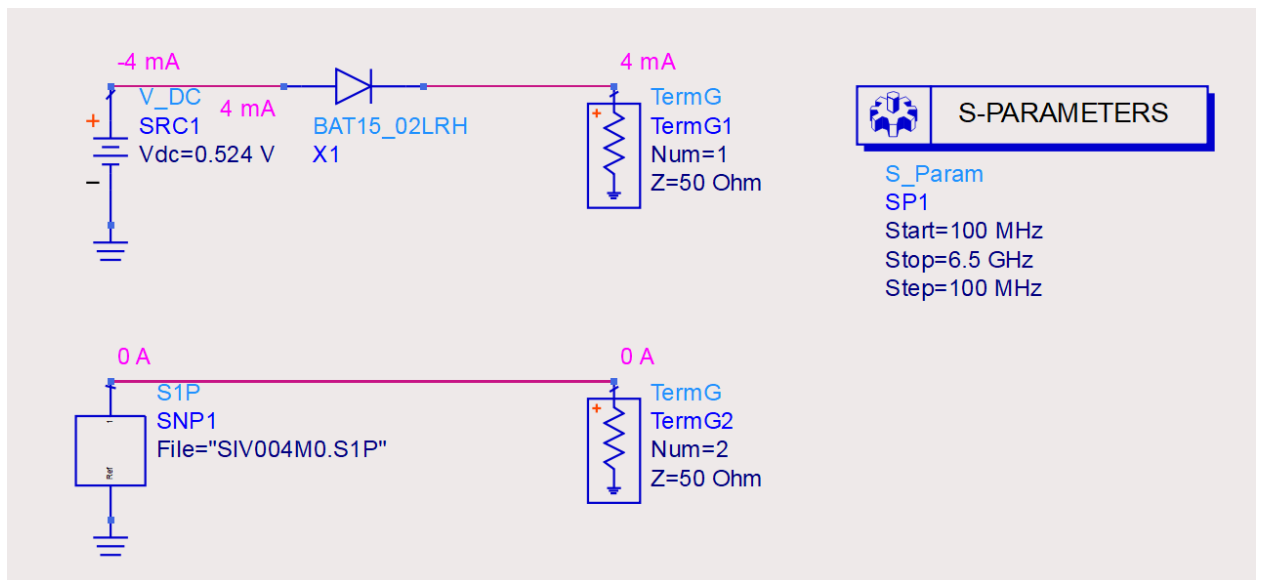 -4 mA
V_DC
SRC1
Vdc=0.524 V
4 mA
BAT15_02LRH
X1
4 mA
+
TermG
TermG1
Num=1
Z=50 Ohm
+
−
S-PARAMETERS
S_Param
SP1
Start=100 MHz
Stop=6.5 GHz
Step=100 MHz
0 A
S1P
SNP1
File="SIV004M0.S1P"
1
Ref
0 A
+
TermG
TermG2
Num=2
Z=50 Ohm